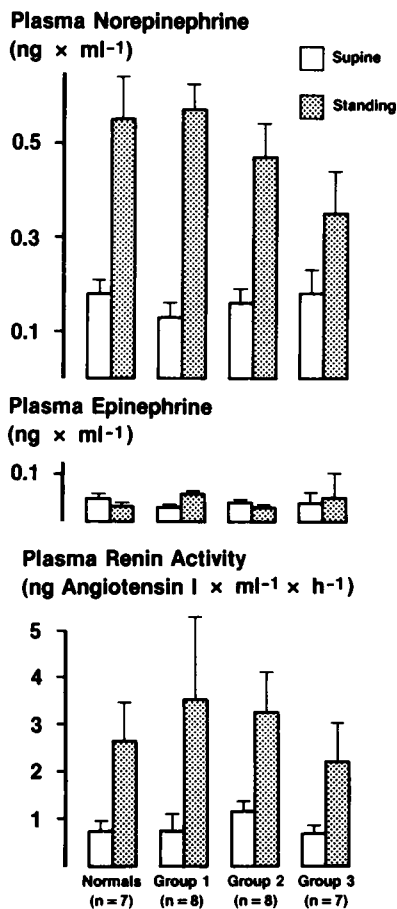 Plasma Norepinephrine
(ng × ml-1)
Supine
Standing
0.5
0.3
0.1
Plasma Epinephrine
(ng × ml-1)
0.1
Plasma Renin Activity
(ng Angiotensin I × ml-1 × h-1)
5
4
3
2
1
Normals Group 1 Group 2 Group 3
(n=7) (n=8) (n=8) (n=7)